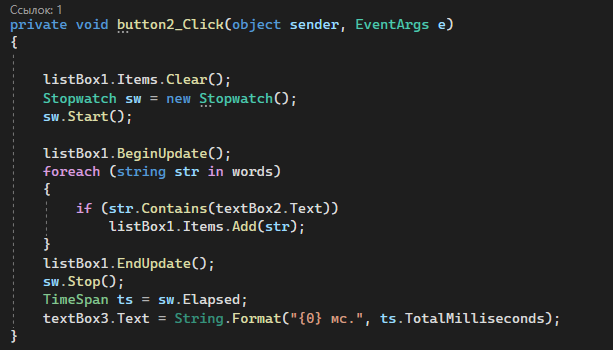 Ссылок: 1
private void button2_Click(object sender, EventArgs e)
{
listBox1.Items.Clear();
Stopwatch sw = new Stopwatch();
sw.Start();
listBox1.BeginUpdate();
foreach (string str in words)
{
if (str.Contains(textBox2.Text))
listBox1.Items.Add(str);
}
listBox1.EndUpdate();
sw.Stop();
TimeSpan ts = sw.Elapsed;
textBox3.Text = String.Format("{0} мс.", ts.TotalMilliseconds);
}